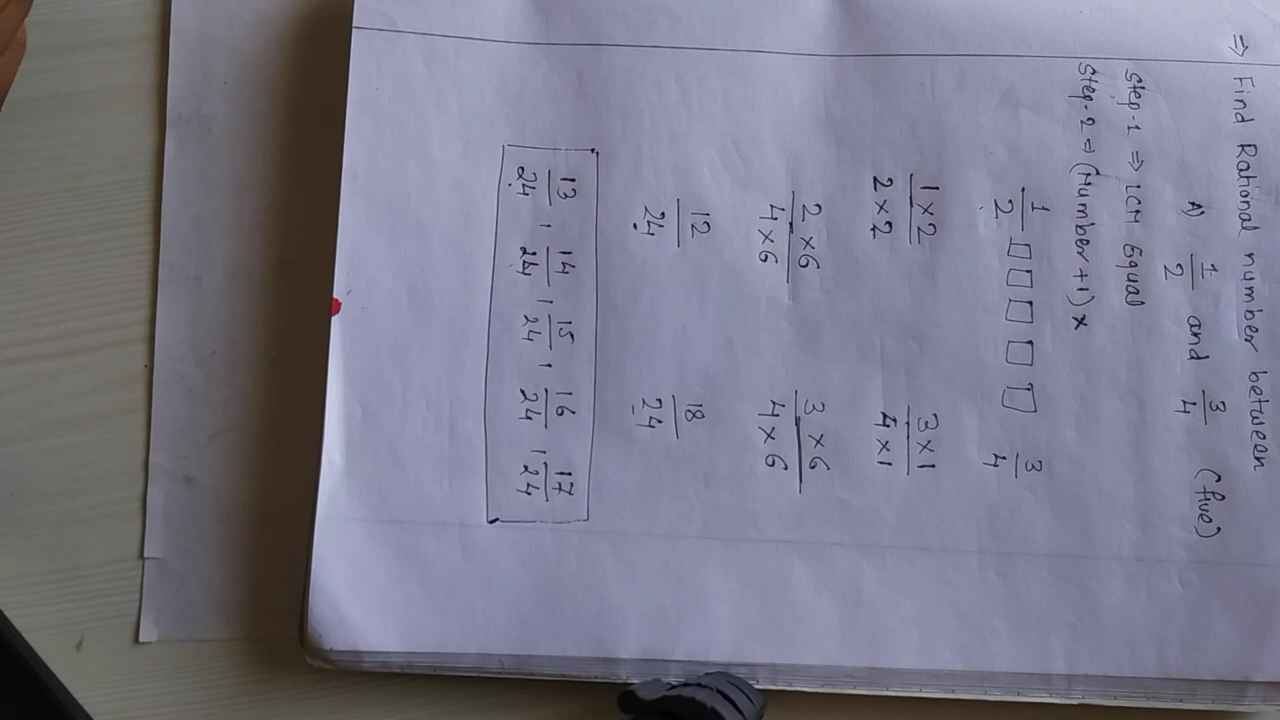 ⇒ Find Rational number between
A) 1/2 and 3/4 (five)
Step-1 ⇒ LCM Equal
Step-2 ⇒ (Number+1)×
1/2 □ □ □ □ □ 3/4
1×2/2×2 3×1/4×1
2×6/4×6 3×6/4×6
12/24 18/24
13/24, 14/24, 15/24, 16/24, 17/24